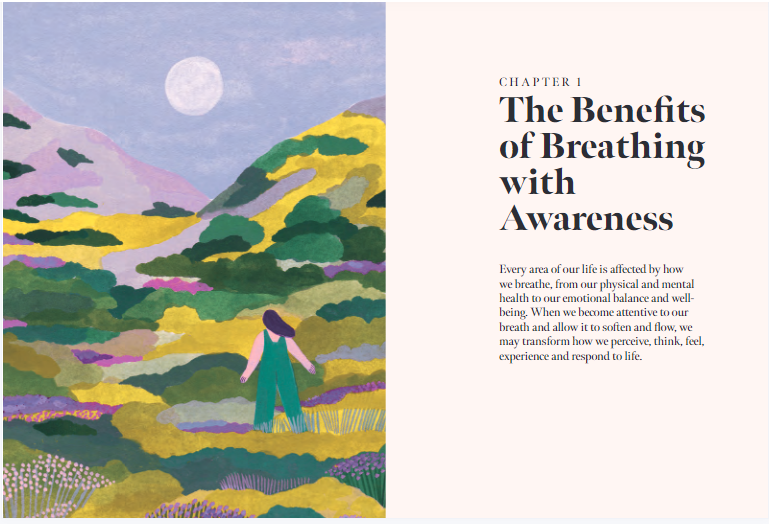 CHAPTER 1
The Benefits
of Breathing
with
Awareness
Every area of our life is affected by how
we breathe, from our physical and mental
health to our emotional balance and well-
being. When we become attentive to our
breath and allow it to soften and flow, we
may transform how we perceive, think, feel,
experience and respond to life.